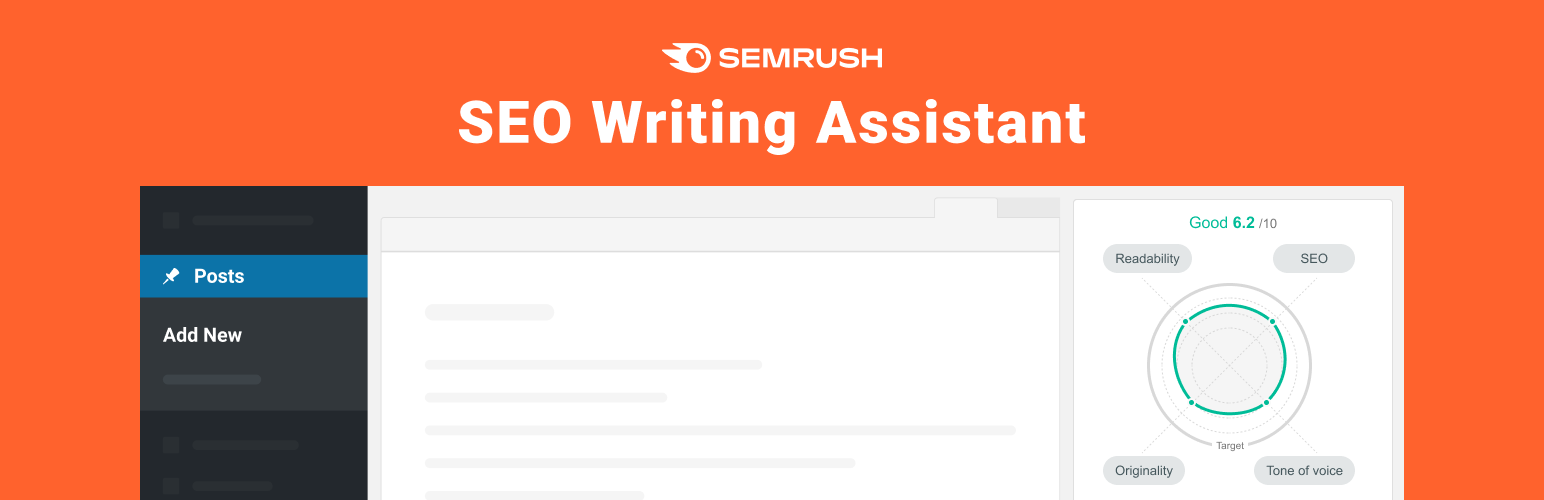 SEMRUSH
SEO Writing Assistant
Posts
Add New
Good 6.2 /10
Readability
SEO
Target
Originality
Tone of voice